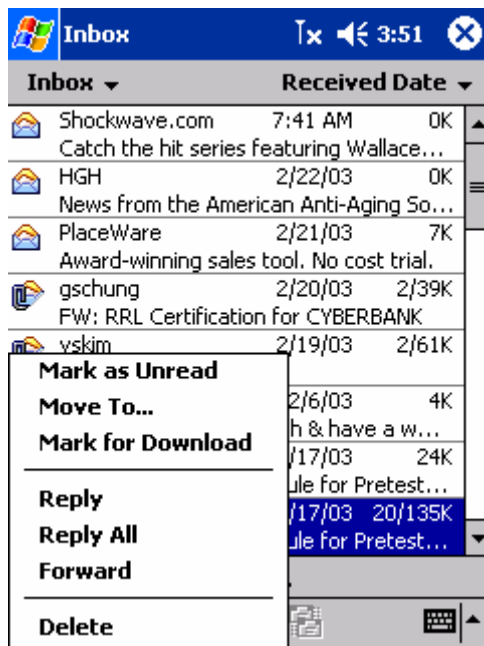 Inbox 3:51
Inbox Received Date
Shockwave.com 7:41 AM 0K
Catch the hit series featuring Wallace...
HGH 2/22/03 0K
News from the American Anti-Aging So...
PlaceWare 2/21/03 7K
Award-winning sales tool. No cost trial.
gschung 2/20/03 2/39K
FW: RRL Certification for CYBERBANK
yskim 2/19/03 2/61K
Mark as Unread
Move To...
2/6/03 4K
h & have a w...
Mark for Download
/17/03 24K
ule for Pretest...
Reply
/17/03 20/135K
Reply All
ule for Pretest...
Forward
Delete